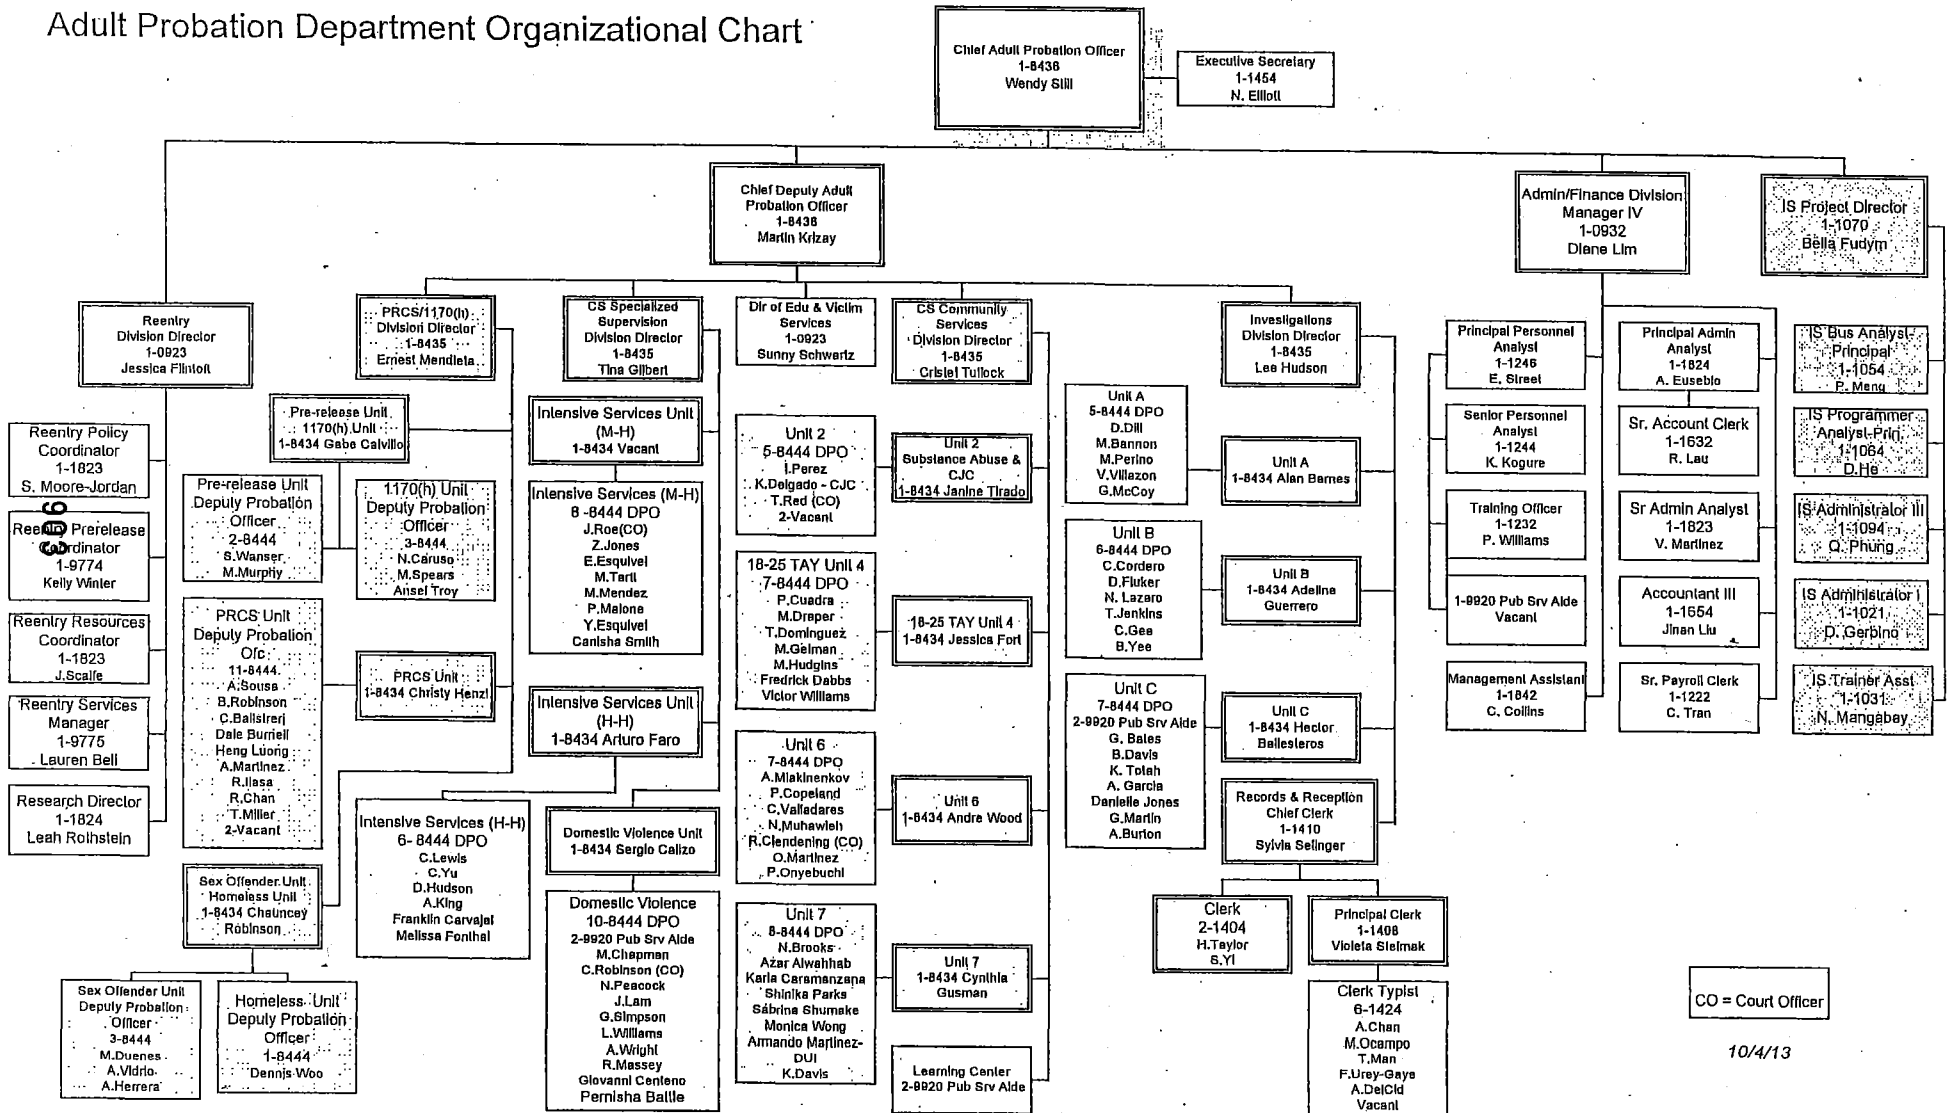 Adult Probation Department Organizational Chart
Chief Adult Probation Officer
1-8436
Wendy Still
Executive Secretary
1-1454
N. Elliott
Chief Deputy Adult
Probation Officer
1-8436
Martin Krizay
Admin/Finance Division
Manager IV
1-0932
Diane Lim
IS Project Director
1-1070
Bella Fudym
Reentry
Division Director
1-0923
Jessica Flintoft
PRCS/1170(h)
Division Director
1-8435
Ernest Mendieta
CS Specialized
Supervision
Division Director
1-8435
Tina Gilbert
Dir of Edu & Victim
Services
1-0923
Sunny Schwartz
CS Community
Services
Division Director
1-8435
Cristel Tullock
Investigations
Division Director
1-8435
Lee Hudson
Reentry Policy
Coordinator
1-1823
S. Moore-Jordan
Reentry Prerelease
Coordinator
1-9774
Kelly Winter
903
Reentry Resources
Coordinator
1-1823
J.Scaife
Reentry Services
Manager
1-9775
Lauren Bell
Research Director
1-1824
Leah Rothstein
Pre-release Unit
1170(h) Unit
1-8434 Gabe Calvillo
Pre-release Unit
Deputy Probation
Officer
2-8444
S.Wanser
M.Murphy
1170(h) Unit
Deputy Probation
Officer
3-8444
N.Caruso
M.Spears
Ansel Troy
PRCS Unit
Deputy Probation
Ofc
11-8444
A.Sousa
B.Robinson
C.Balistreri
Dale Burriell
Heng Luong
A.Martinez
R.Ilasa
R.Chan
T.Miller
2-Vacant
PRCS Unit
1-8434 Christy Henzl
Sex Offender Unit
Homeless Unit
1-8434 Chauncey
Robinson
Sex Offender Unit
Deputy Probation
Officer
3-8444
M.Duenes
A.Vidrio
A.Herrera
Homeless Unit
Deputy Probation
Officer
1-8444
Dennis Woo
Intensive Services Unit
(M-H)
1-8434 Vacant
Intensive Services (M-H)
8 -8444 DPO
J.Roe(CO)
Z.Jones
E.Esquivel
M.Tarti
M.Mendez
P.Malone
Y.Esquivel
Canisha Smith
Intensive Services Unit
(H-H)
1-8434 Arturo Faro
Intensive Services (H-H)
6- 8444 DPO
C.Lewis
C.Yu
D.Hudson
A.King
Franklin Carvajal
Melissa Fonthal
Domestic Violence Unit
1-8434 Sergio Calizo
Domestic Violence
10-8444 DPO
2-9920 Pub Srv Aide
M.Chapman
C.Robinson (CO)
N.Peacock
J.Lam
G.Simpson
L.Williams
A.Wright
R.Massey
Giovanni Centeno
Pernisha Battle
Unit 2
5-8444 DPO
I.Perez
K.Delgado - CJC
T.Red (CO)
2-Vacant
Unit 2
Substance Abuse &
CJC
1-8434 Janine Tirado
18-25 TAY Unit 4
7-8444 DPO
P.Cuadra
M.Draper
T.Dominguez
M.Gelman
M.Hudgins
Fredrick Dabbs
Victor Williams
18-25 TAY Unit 4
1-8434 Jessica Fort
Unit 6
7-8444 DPO
A.Miakinenkov
P.Copeland
C.Valladares
N.Muhawieh
R.Clendening (CO)
O.Martinez
P.Onyebuchi
Unit 6
1-8434 Andre Wood
Unit 7
8-8444 DPO
N.Brooks
Azar Alwahhab
Karla Caramanzana
Shinika Parks
Sabrina Shumake
Monica Wong
Armando Martinez-
DUI
K.Davis
Unit 7
1-8434 Cynthia
Gusman
Learning Center
2-9920 Pub Srv Aide
Unit A
5-8444 DPO
D.Dill
M.Bannon
M.Perino
V.Villazon
G.McCoy
Unit A
1-8434 Alan Barnes
Unit B
6-8444 DPO
C.Cordero
D.Fluker
N. Lazaro
T.Jenkins
C.Gee
B.Yee
Unit B
1-8434 Adelina
Guerrero
Unit C
7-8444 DPO
2-9920 Pub Srv Aide
G. Bales
B.Davis
K. Totah
A. Garcia
Danielle Jones
G.Martin
A.Burton
Unit C
1-8434 Hector
Ballesteros
Records & Reception
Chief Clerk
1-1410
Sylvia Selinger
Clerk
2-1404
H.Taylor
S.Yi
Principal Clerk
1-1408
Violeta Stelmak
Clerk Typist
6-1424
A.Chan
M.Ocampo
T.Man
F.Urey-Gaye
A.DelCid
Vacant
Principal Personnel
Analyst
1-1246
E. Street
Senior Personnel
Analyst
1-1244
K. Kogure
Training Officer
1-1232
P. Williams
1-9920 Pub Srv Aide
Vacant
Management Assistant
1-1842
C. Collins
Principal Admin
Analyst
1-1824
A. Eusebio
Sr. Account Clerk
1-1632
R. Lau
Sr Admin Analyst
1-1823
V. Martinez
Accountant III
1-1654
Jinan Liu
Sr. Payroll Clerk
1-1222
C. Tran
IS Bus Analyst-
Principal
1-1054
P. Meng
IS Programmer
Analyst-Prin.
1-1064
D.He
IS Administrator III
1-1094
Q. Phung
IS Administrator I
1-1021
D. Gerbino
IS Trainer Asst
1-1031
N. Mangabay
CO = Court Officer
10/4/13